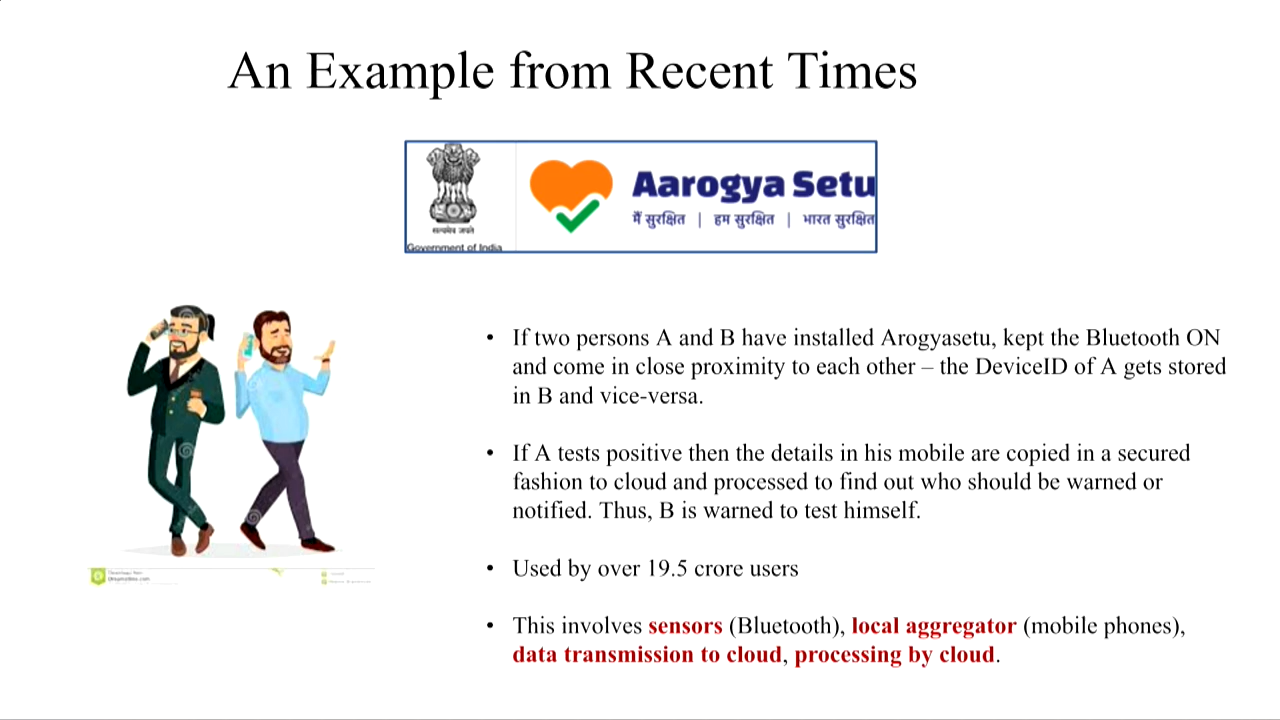 An Example from Recent Times
सत्यमेव जयते
Government of India
Aarogya Setu
मैं सुरक्षित | हम सुरक्षित | भारत सुरक्षित
• If two persons A and B have installed Arogyasetu, kept the Bluetooth ON
and come in close proximity to each other – the DeviceID of A gets stored
in B and vice-versa.
• If A tests positive then the details in his mobile are copied in a secured
fashion to cloud and processed to find out who should be warned or
notified. Thus, B is warned to test himself.
• Used by over 19.5 crore users
• This involves sensors (Bluetooth), local aggregator (mobile phones),
data transmission to cloud, processing by cloud.